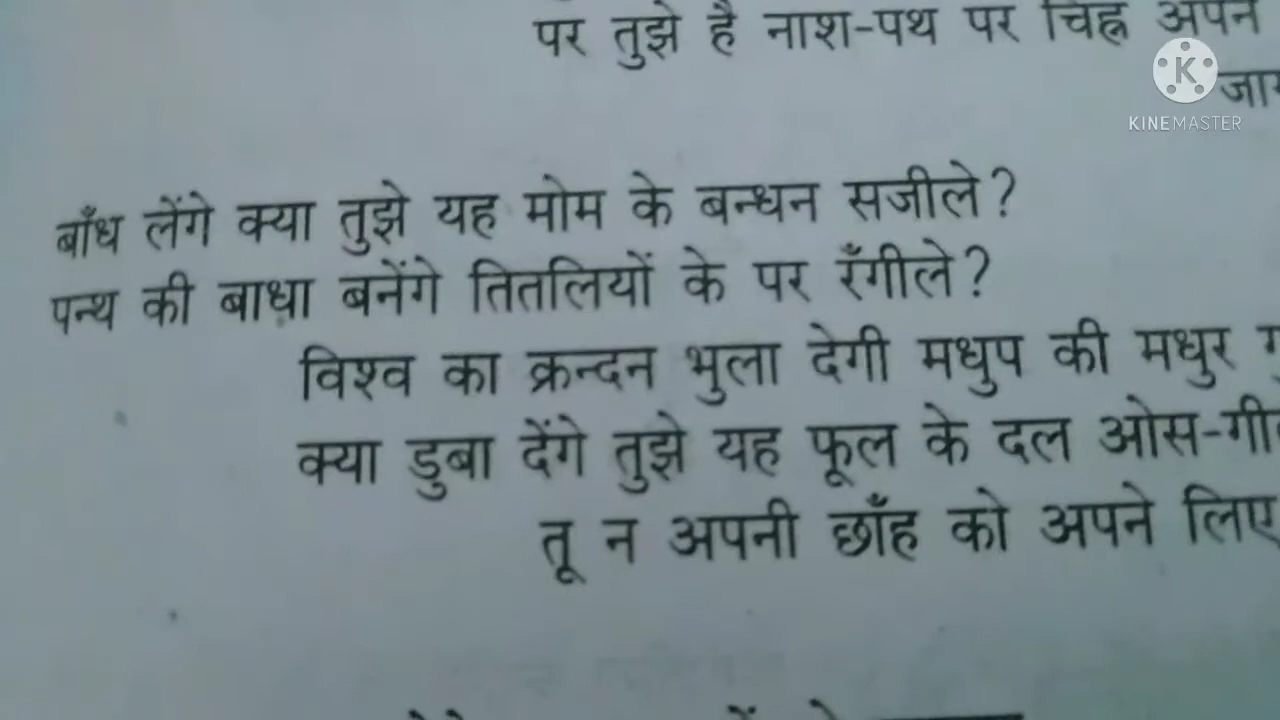 पर तुझे है नाश-पथ पर चिह्न अपने
बाँध लेंगे क्या तुझे यह मोम के बन्धन सजीले?
पन्थ की बाधा बनेंगे तितलियों के पर रँगीले?
विश्व का क्रन्दन भुला देगी मधुप की मधुर
क्या डुबा देंगे तुझे यह फूल के दल ओस-
तू न अपनी छाँह को अपने लिए
KINEMASTER